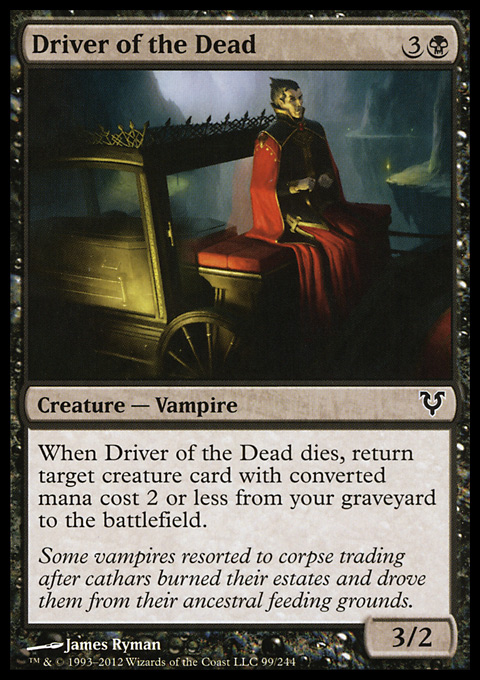 Driver of the Dead 3
Creature — Vampire
When Driver of the Dead dies, return
target creature card with converted
mana cost 2 or less from your graveyard
to the battlefield.
Some vampires resorted to corpse trading
after cathars burned their estates and drove
them from their ancestral feeding grounds.
James Ryman
3/2
™ & © 1993–2012 Wizards of the Coast LLC 99/244